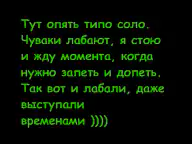 Тут опять типо соло.
Чуваки лабают, я стою
и жду момента, когда
нужно запеть и допеть.
Так вот и лабали, даже
выступали
временами ))))